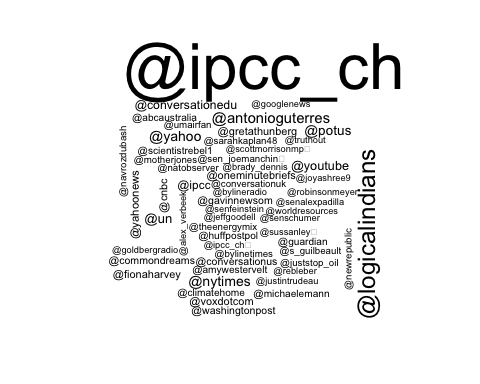 @ipcc_ch
@conversationedu
@googlenews
@abcaustralia
@antonioguterres
@umairfan
@yahoo
@gretathunberg
@potus
@sarahkaplan48
@truthout
@scientistrebel1
@scottmorrisonmp
@motherjones
@sen_joemanchin
@natobserver
@brady_dennis
@youtube
@oneminutebriefs
@joyashree9
@navrozdubash
@yahoonews
@cnbc
@alex_verbeek
@ipcc
@conversationuk
@bylineradio
@robinsonmeyer
@gavinnewsom
@senalexpadilla
@senfeinstein
@worldresources
@un
@jeffgoodell
@senschumer
@theenergymix
@sussanley
@huffpostpol
@guardian
@ipcc_ch
@goldbergradio
@bylinetimes
@s_guilbeault
@commondreams
@conversationus
@juststop_oil
@fionaharvey
@amywestervelt
@rebleber
@nytimes
@justintrudeau
@climatehome
@michaelemann
@voxdotcom
@washingtonpost
@newrepublic
@logicalindians